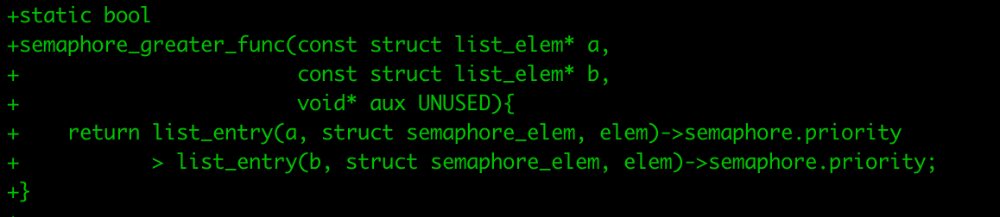 +static bool
+semaphore_greater_func(const struct list_elem* a,
+                       const struct list_elem* b,
+                       void* aux UNUSED){
+    return list_entry(a, struct semaphore_elem, elem)->semaphore.priority
+           > list_entry(b, struct semaphore_elem, elem)->semaphore.priority;
+}
+